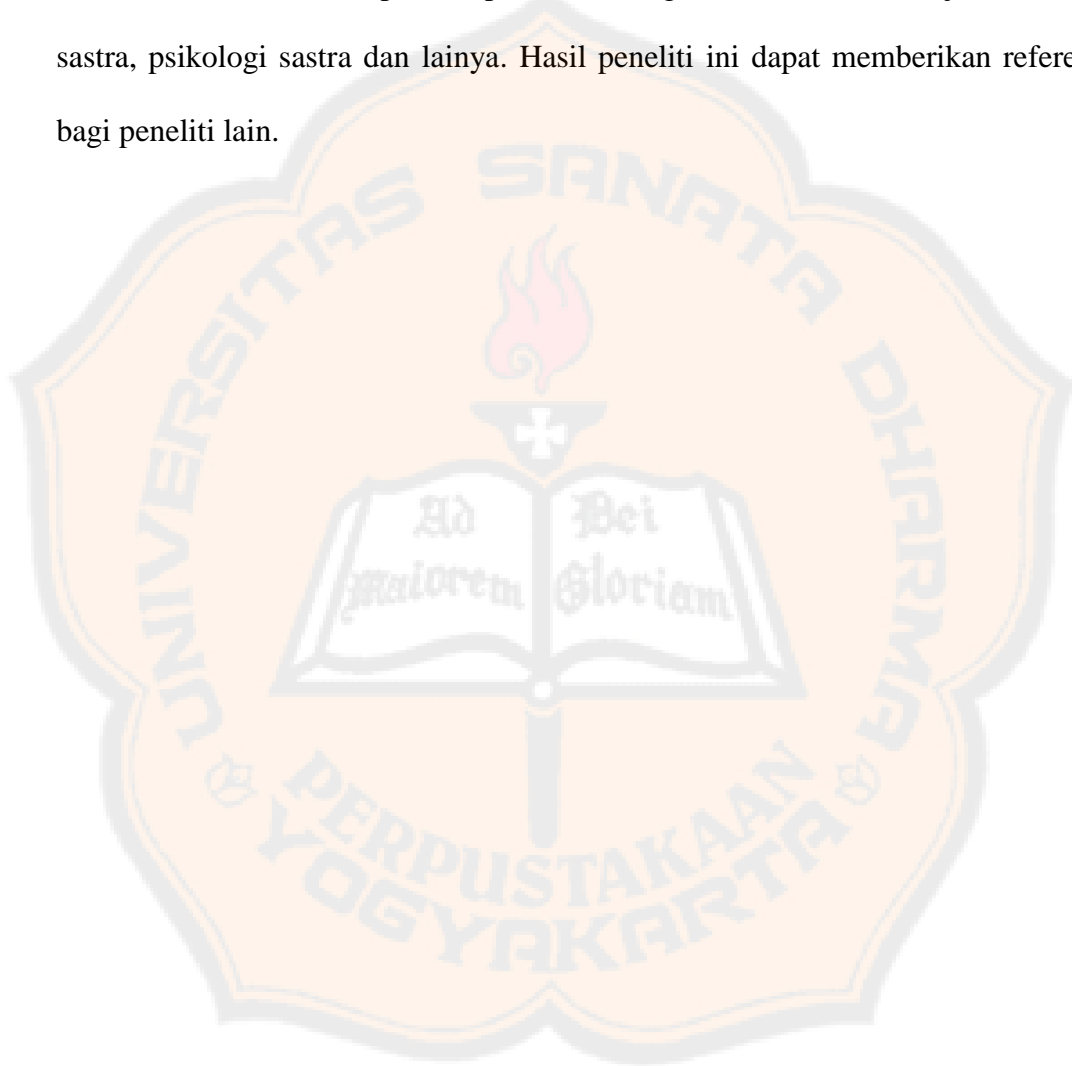 sastra, psikologi sastra dan lainya. Hasil peneliti ini dapat memberikan
bagi peneliti lain.
UNIVERSITAS SANATA DHARMA
Ad Dei
Maiorem Gloriam
PERPUSTAKAAN
YOGYAKARTA